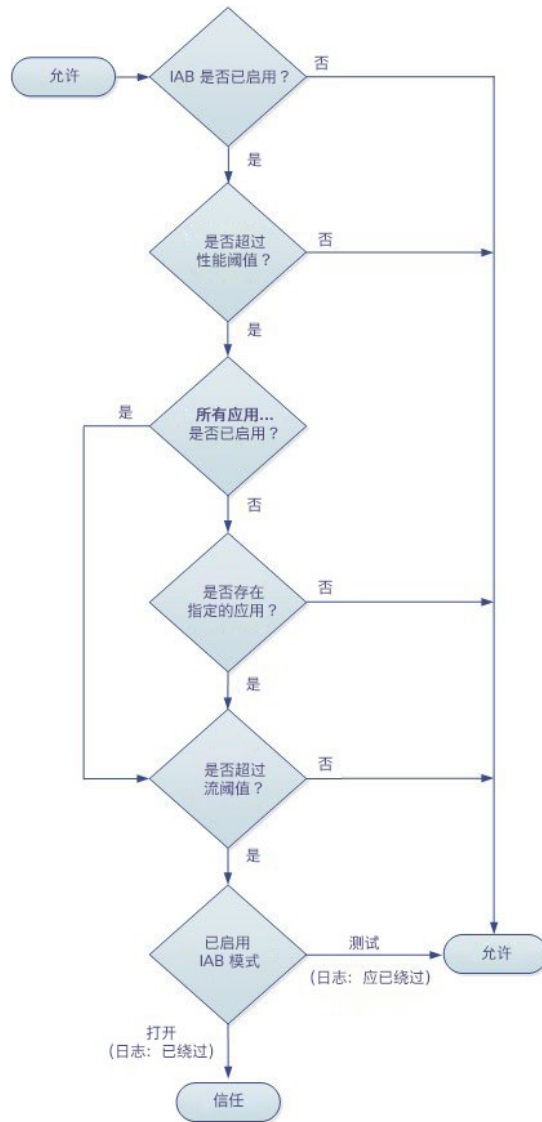 允许
IAB 是否已启用？
否
是
是否超过
性能阈值？
否
是
所有应用...
是否已启用？
是
否
是否存在
指定的应用？
否
是
是否超过
流阈值？
否
是
已启用
IAB 模式
测试
(日志：应已绕过)
允许
打开
(日志：已绕过)
信任